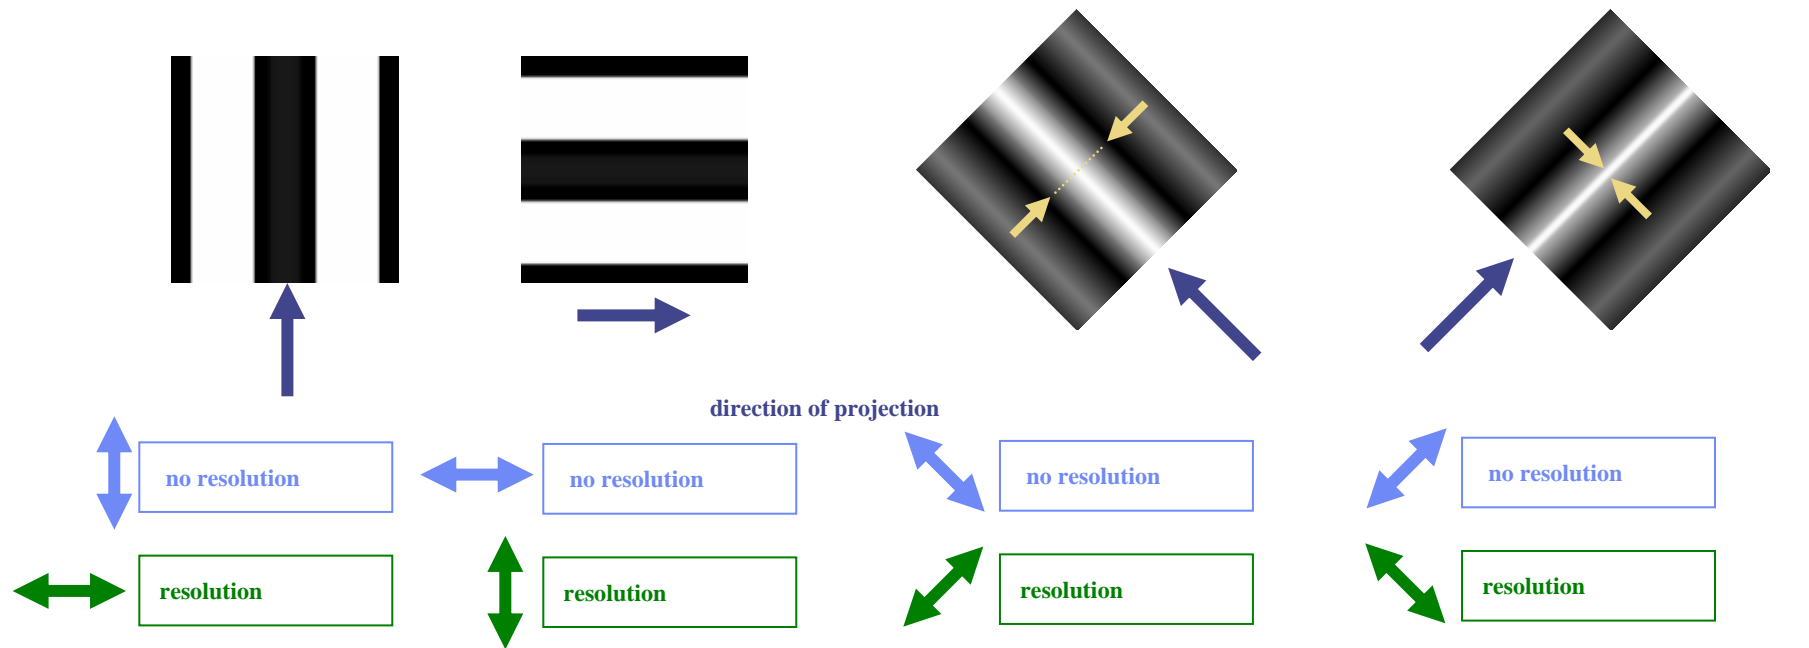 direction of projection
no resolution
no resolution
no resolution
no resolution
resolution
resolution
resolution
resolution